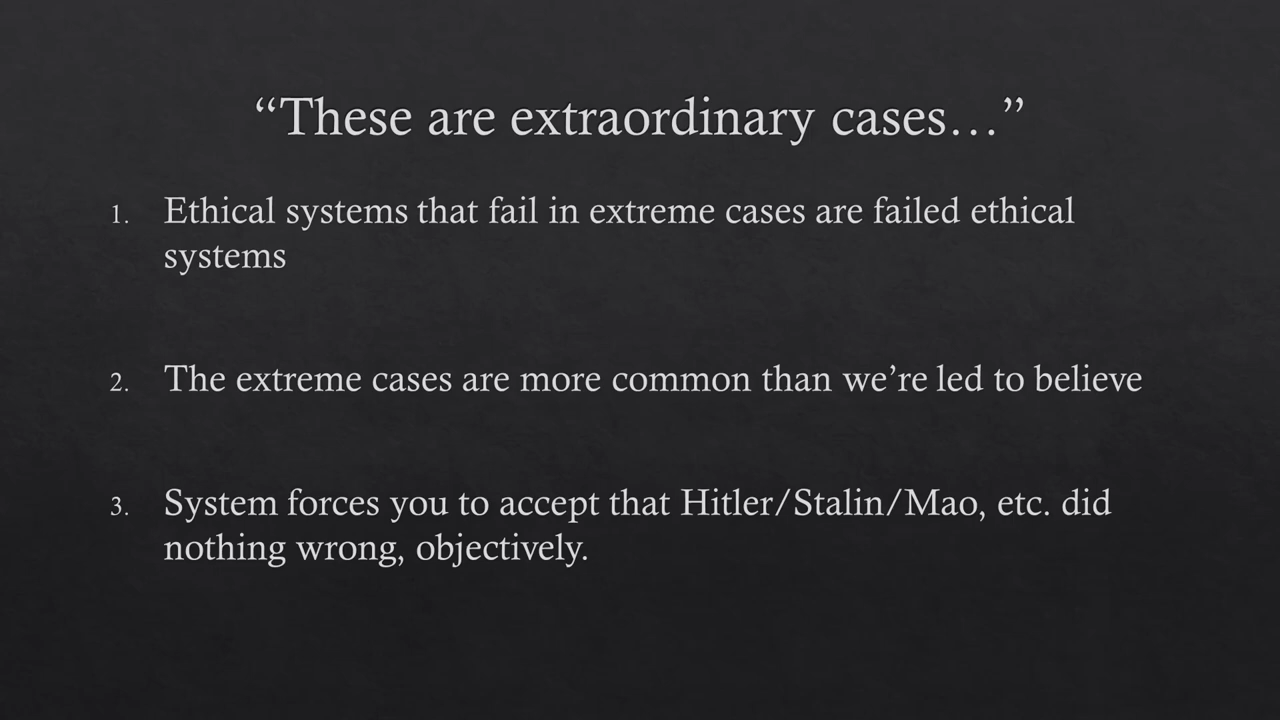 “These are extraordinary cases…”
1. Ethical systems that fail in extreme cases are failed ethical
systems
2. The extreme cases are more common than we’re led to believe
3. System forces you to accept that Hitler/Stalin/Mao, etc. did
nothing wrong, objectively.